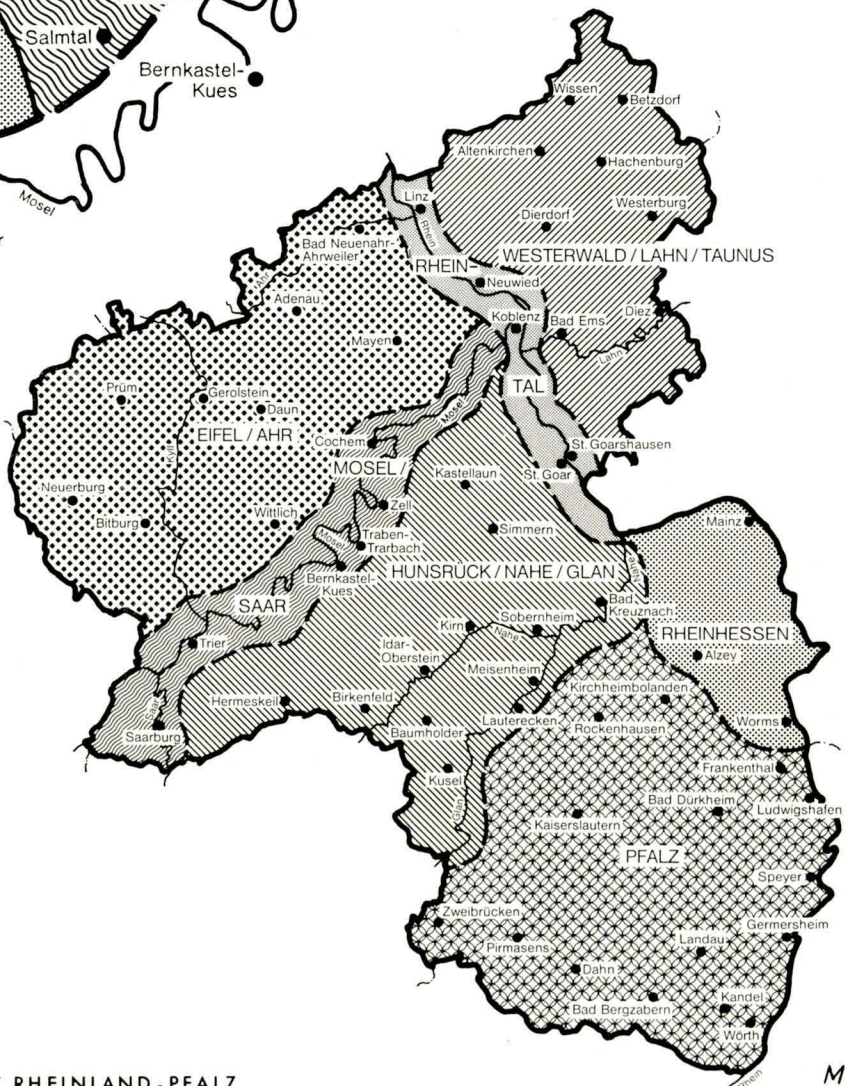 Salmtal
Bernkastel-
Kues
Mosel
Wissen
Betzdorf
Altenkirchen
Hachenburg
Linz
Westerburg
Dierdorf
Rhein
Bad Neuenahr-
Ahrweiler
WESTERWALD / LAHN / TAUNUS
RHEIN-
Ahr
Neuwied
Adenau
Koblenz
Bad Ems
Diez
Mayen
Lahn
Prüm
Gerolstein
TAL
Daun
Mosel
EIFEL / AHR
Cochem
St. Goarshausen
Kyll
MOSEL /
Kastellaun
St. Goar
Neuerburg
Zell
Bitburg
Wittlich
Simmern
Mainz
Mosel
Traben-
Trarbach
HUNSRÜCK / NAHE / GLAN
Nahe
Bernkastel-
Kues
SAAR
Bad
Kreuznach
Sobernheim
Kirn
Nahe
RHEINHESSEN
Trier
Idar-
Oberstein
Alzey
Meisenheim
Kirchheimbolanden
Hermeskeil
Birkenfeld
Saar
Lauterecken
Rockenhausen
Worms
Saarburg
Baumholder
Frankenthal
Kusel
Bad Dürkheim
Ludwigshafen
Glan
Kaiserslautern
PFALZ
Speyer
Zweibrücken
Germersheim
Pirmasens
Landau
Dahn
Kandel
Bad Bergzabern
Wörth
Rhein
RHEINLAND-PFALZ
M